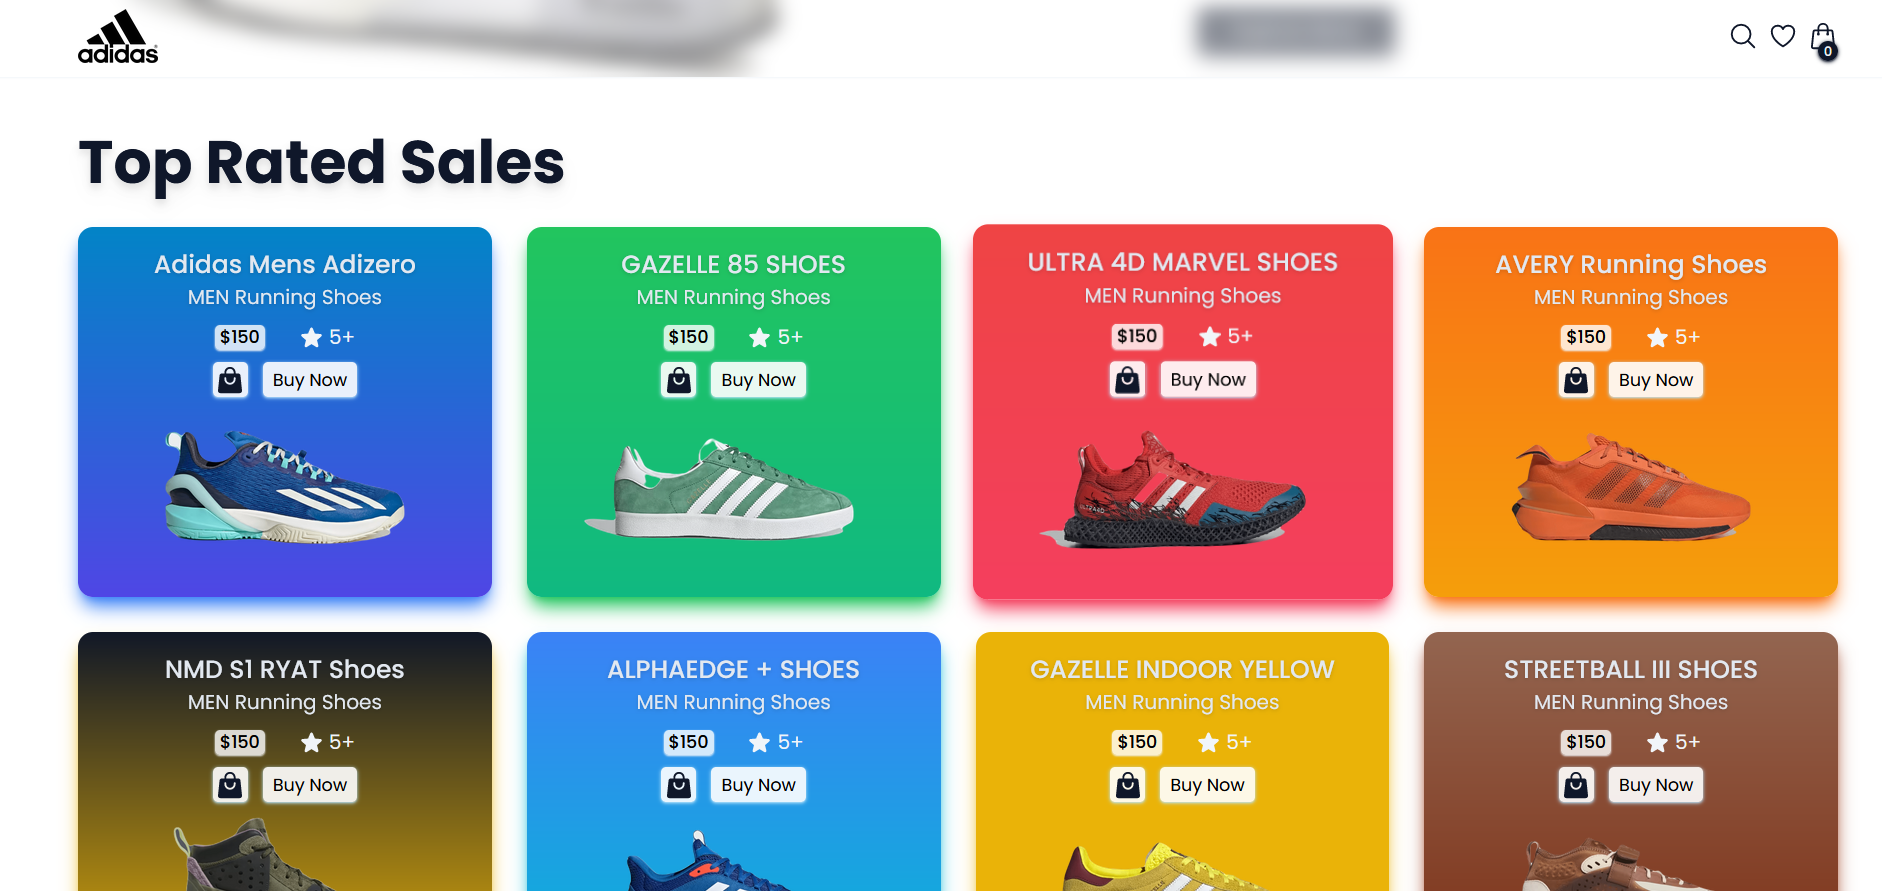 adidas
0
Top Rated Sales
Adidas Mens Adizero
MEN Running Shoes
$150 5+
Buy Now
GAZELLE 85 SHOES
MEN Running Shoes
$150 5+
Buy Now
ULTRA 4D MARVEL SHOES
MEN Running Shoes
$150 5+
Buy Now
AVERY Running Shoes
MEN Running Shoes
$150 5+
Buy Now
NMD S1 RYAT Shoes
MEN Running Shoes
$150 5+
Buy Now
ALPHAEDGE + SHOES
MEN Running Shoes
$150 5+
Buy Now
GAZELLE INDOOR YELLOW
MEN Running Shoes
$150 5+
Buy Now
STREETBALL III SHOES
MEN Running Shoes
$150 5+
Buy Now